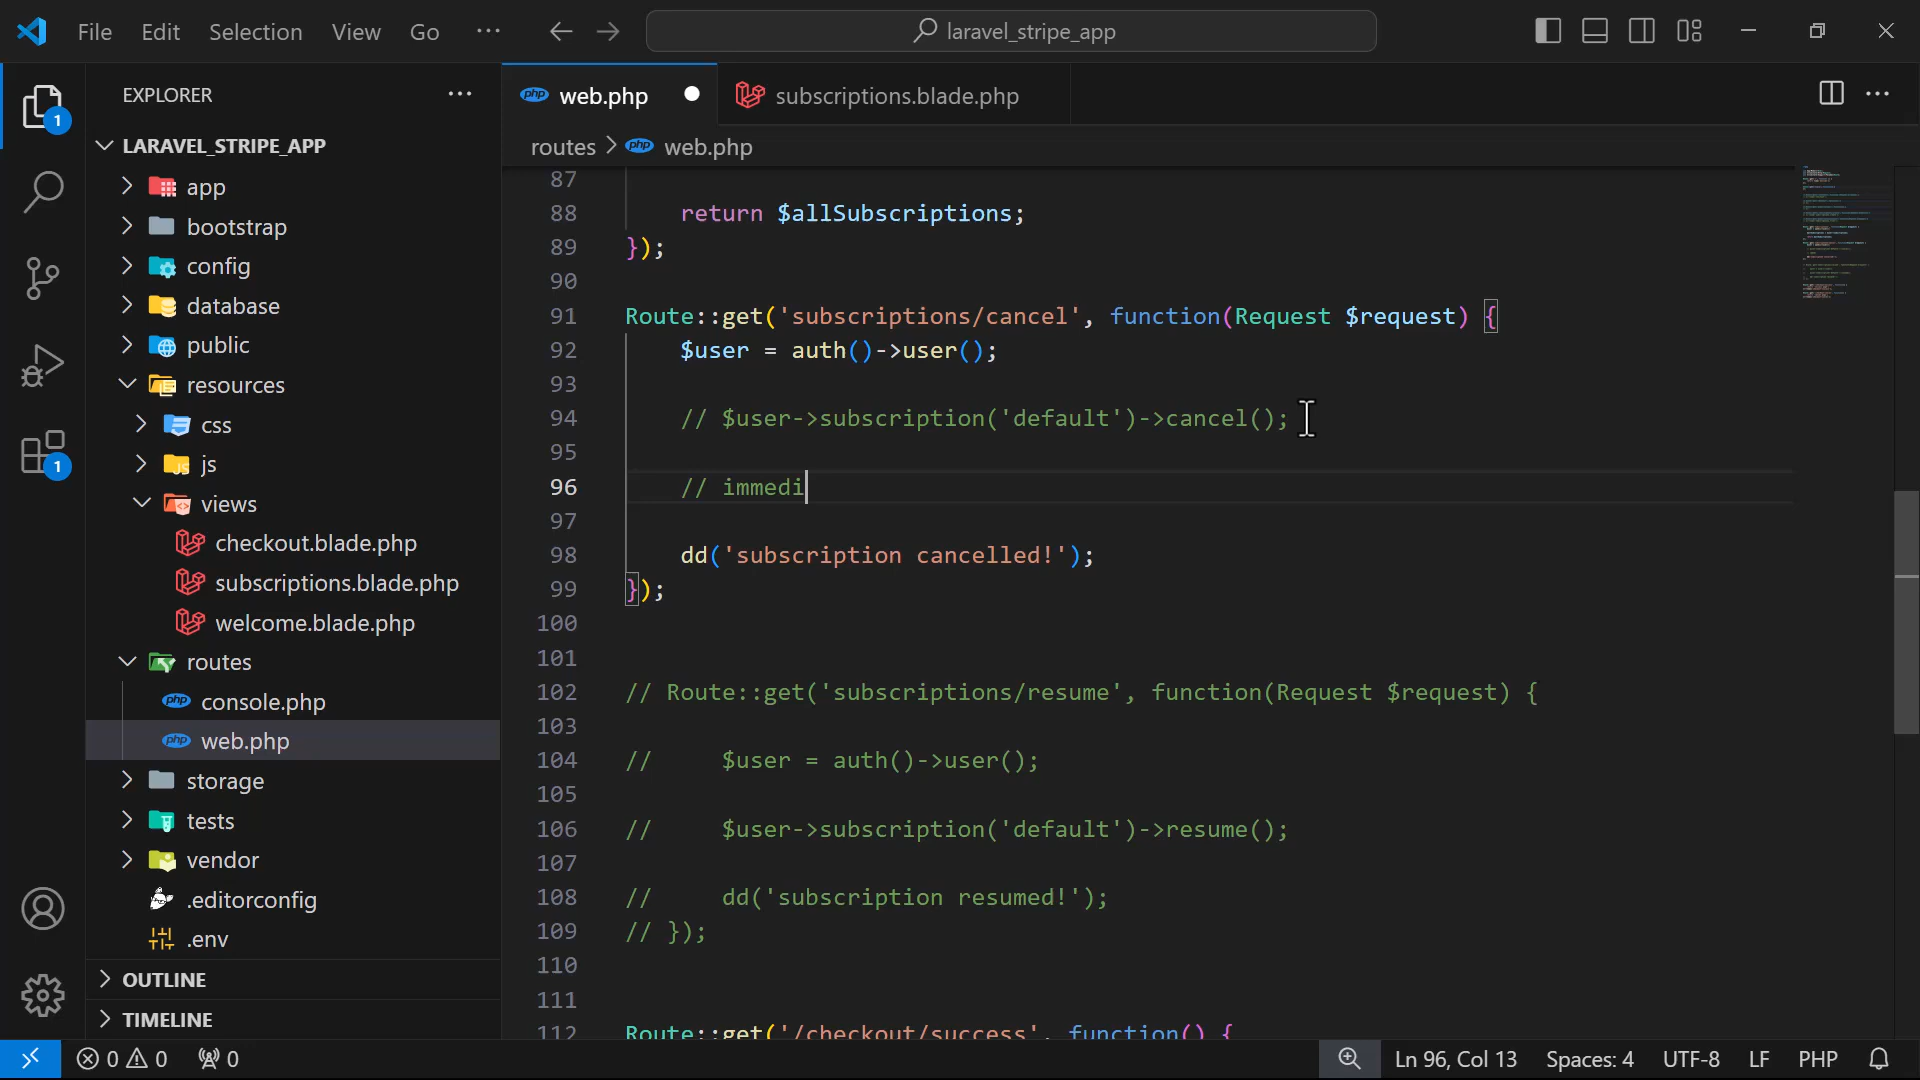 File Edit Selection View Go ··· laravel_stripe_app
EXPLORER ···
php web.php subscriptions.blade.php ···
LARAVEL_STRIPE_APP
routes > php web.php
app
bootstrap
config
database
public
resources
css
js
views
checkout.blade.php
subscriptions.blade.php
welcome.blade.php
routes
php console.php
php web.php
storage
tests
vendor
.editorconfig
.env
OUTLINE
TIMELINE
1
1
87
88 return $allSubscriptions;
89 });
90
91 Route::get('subscriptions/cancel', function(Request $request) {
92 $user = auth()->user();
93
94 // $user->subscription('default')->cancel();
95
96 // immedi
97
98 dd('subscription cancelled!');
99 });
100
101
102 // Route::get('subscriptions/resume', function(Request $request) {
103
104 // $user = auth()->user();
105
106 // $user->subscription('default')->resume();
107
108 // dd('subscription resumed!');
109 // });
110
111
112 Route::get('/checkout/success', function() {
0 0 0 Ln 96, Col 13 Spaces: 4 UTF-8 LF PHP